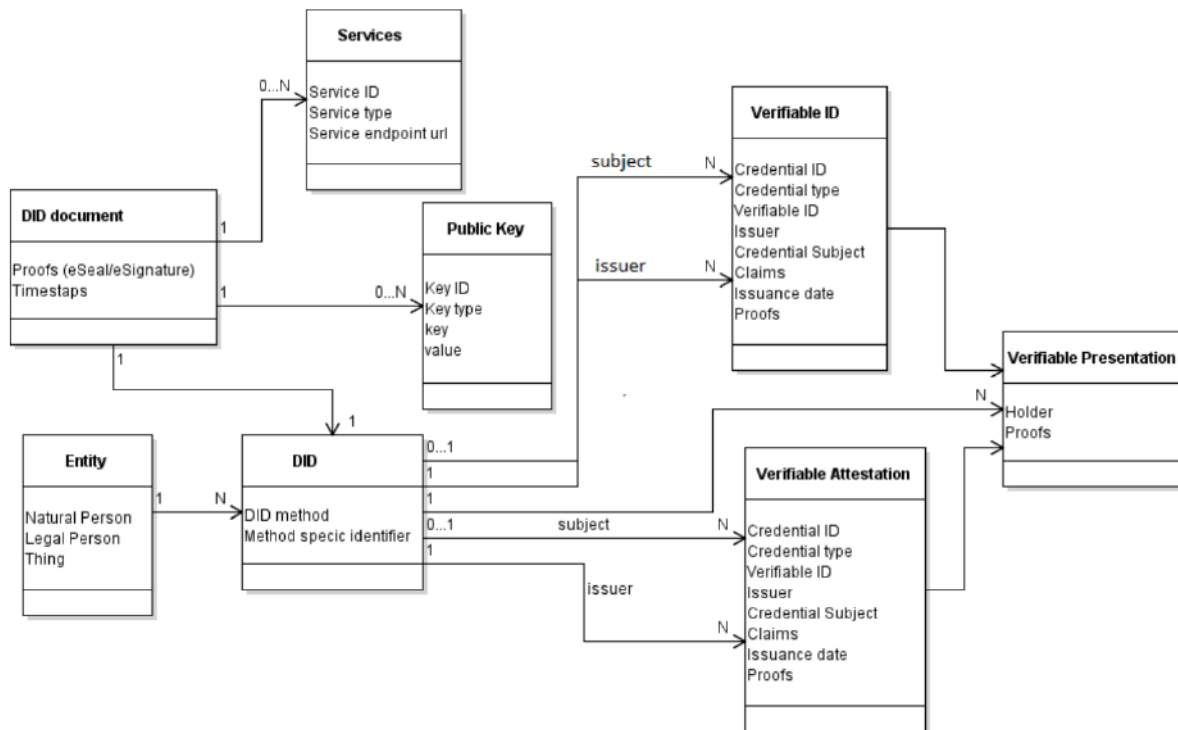 Services
Service ID
Service type
Service endpoint url
0...N
1
DID document
Proofs (eSeal/eSignature)
Timestaps
1
0...N
Public Key
Key ID
Key type
key
value
1
1
Entity
Natural Person
Legal Person
Thing
1
N
DID
DID method
Method specic identifier
0...1
1
1
0...1
1
subject
N
issuer
N
Verifiable ID
Credential ID
Credential type
Verifiable ID
Issuer
Credential Subject
Claims
Issuance date
Proofs
subject
N
issuer
N
Verifiable Attestation
Credential ID
Credential type
Verifiable ID
Issuer
Credential Subject
Claims
Issuance date
Proofs
N
Verifiable Presentation
Holder
Proofs